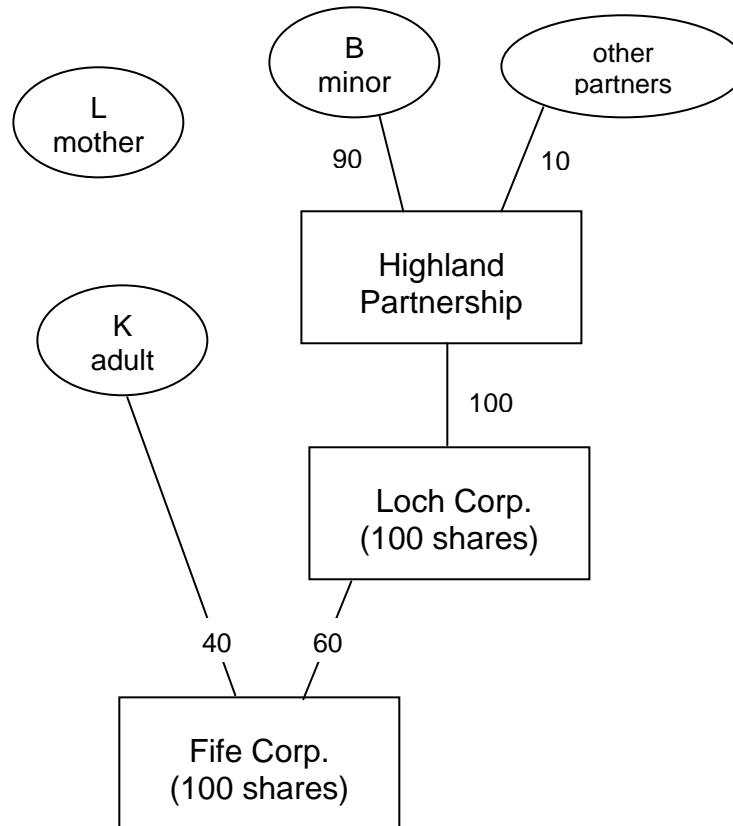 B
minor
other
partners
L
mother
90
10
Highland
Partnership
K
adult
100
Loch Corp.
(100 shares)
40
60
Fife Corp.
(100 shares)